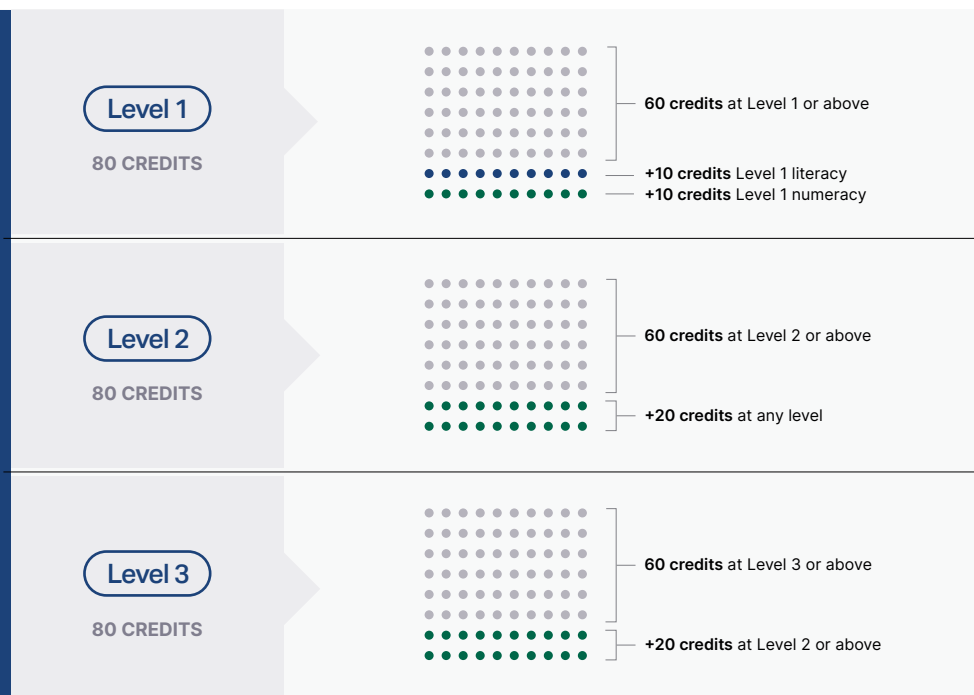 Level 1
80 CREDITS
60 credits at Level 1 or above
+10 credits Level 1 literacy
+10 credits Level 1 numeracy
Level 2
80 CREDITS
60 credits at Level 2 or above
+20 credits at any level
Level 3
80 CREDITS
60 credits at Level 3 or above
+20 credits at Level 2 or above